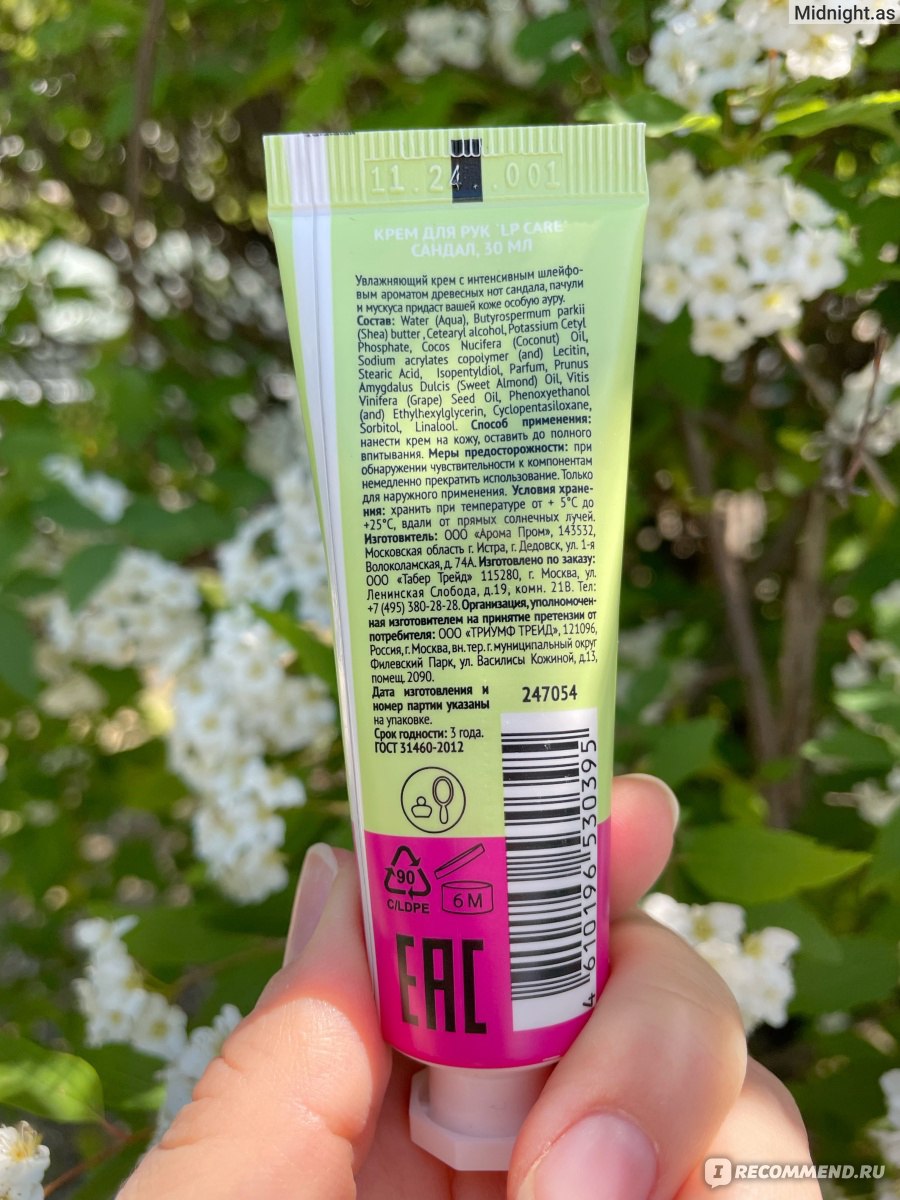 Midnight.as
11.24 .001
КРЕМ ДЛЯ РУК "LP CARE"
САНДАЛ, 30 МЛ
Увлажняющий крем с интенсивным шлейфо-
вым ароматом древесных нот сандала, пачули
и мускуса придаст вашей коже особую ауру.
Состав: Water (Aqua), Butyrospermum parkii
(Shea) butter , Cetearyl alcohol, Potassium Cetyl
Phosphate, Cocos Nucifera (Coconut) Oil,
Sodium acrylates copolymer (and) Lecitin,
Stearic Acid, Isopentyldiol, Parfum, Prunus
Amygdalus Dulcis (Sweet Almond) Oil, Vitis
Vinifera (Grape) Seed Oil, Phenoxyethanol
(and) Ethylhexylglycerin, Cyclopentasiloxane,
Sorbitol, Linalool. Способ применения:
нанести крем на кожу, оставить до полного
впитывания. Меры предосторожности: при
обнаружении чувствительности к компонентам
немедленно прекратить использование. Только
для наружного применения. Условия хране-
ния: хранить при температуре от + 5°С до
+25°С, вдали от прямых солнечных лучей.
Изготовитель: ООО «Арома Пром», 143532,
Московская область г. Истра, г. Дедовск, ул. 1-я
Волоколамская, д. 74А. Изготовлено по заказу:
ООО «Табер Трейд» 115280, г. Москва, ул.
Ленинская Слобода, д.19, комн. 21В. Тел:
+7 (495) 380-28-28. Организация, уполномочен-
ная изготовителем на принятие претензии от
потребителя: ООО «ТРИУМФ ТРЕЙД», 121096,
Россия, г. Москва, вн. тер. г. муниципальный округ
Филевский Парк, ул. Василисы Кожиной, д.13,
помещ. 2090.
Дата изготовления и
номер партии указаны
на упаковке.
Срок годности: 3 года.
ГОСТ 31460-2012
247054
4 610196 530395
90
C/LDPE
6 M
EAC
IRECOMMEND.RU